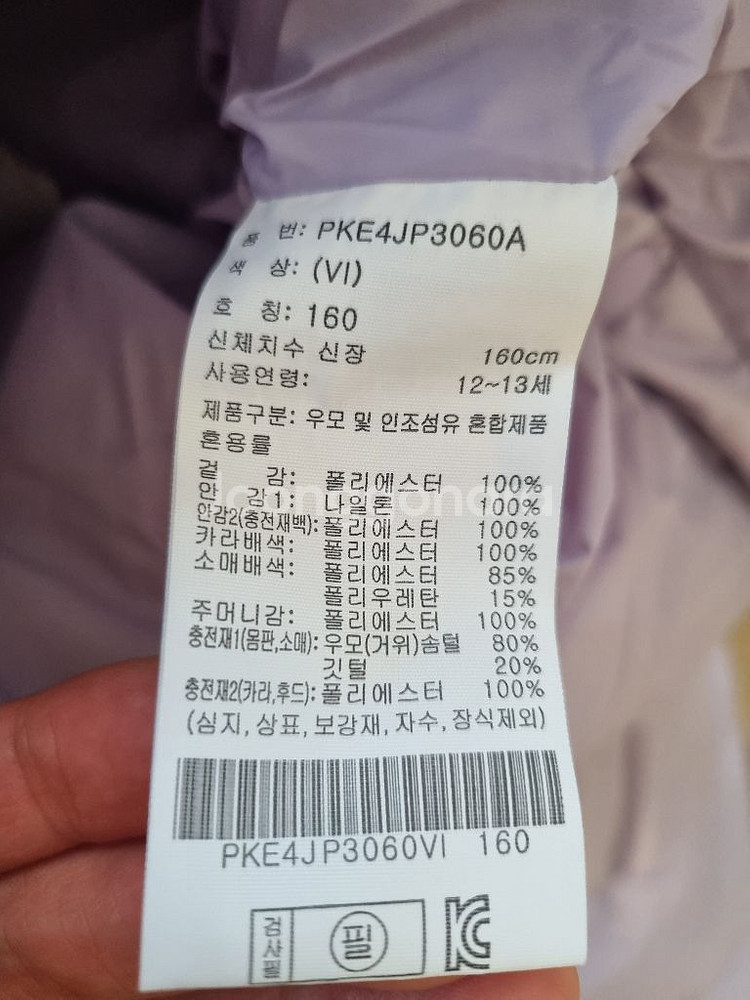 품 번: PKE4JP3060A
색 상: (VI)
호 칭: 160
신체치수 신장 160cm
사용연령: 12~13세
제품구분: 우모 및 인조섬유 혼합제품
혼용률
겉 감: 폴리에스터 100%
안 감1: 나일론 100%
안감2(충전재백): 폴리에스터 100%
카라배색: 폴리에스터 100%
소매배색: 폴리에스터 85%
폴리우레탄 15%
주머니감: 폴리에스터 100%
충전재1(몸판,소매): 우모(거위)솜털 80%
깃털 20%
충전재2(카라,후드): 폴리에스터 100%
(심지, 상표, 보강재, 자수, 장식제외)
PKE4JP3060VI 160
검사필 필 KC